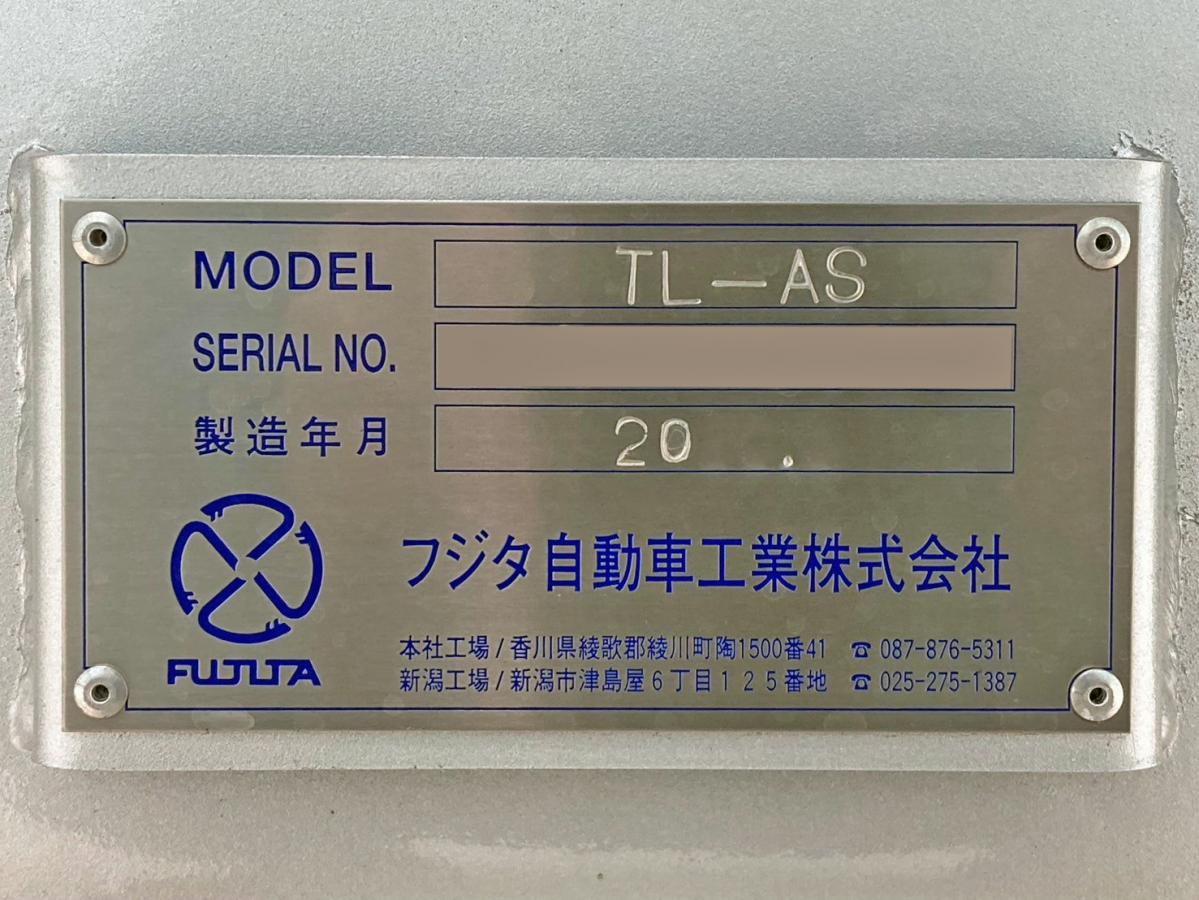 MODEL TL-AS
SERIAL NO.
製造年月 20 .
フジタ自動車工業株式会社
FUJITA
本社工場/香川県綾歌郡綾川町陶1500番41 ☎ 087-876-5311
新潟工場/新潟市津島屋6丁目125番地 ☎ 025-275-1387